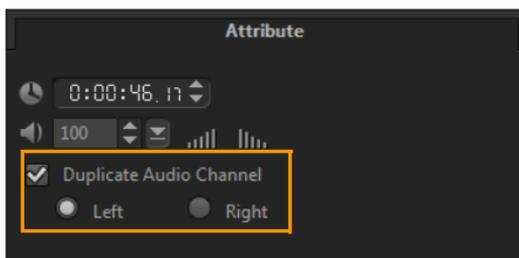 Attribute
0:00:46.17
100
Duplicate Audio Channel
Left Right